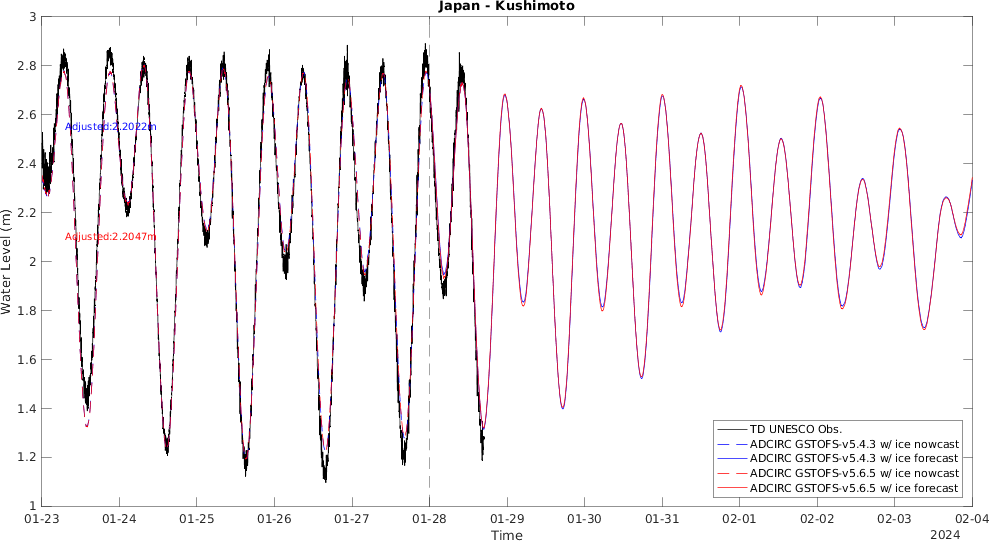 Japan - Kushimoto
3
2.8
2.6
2.4
2.2
2
1.8
1.6
1.4
1.2
1
Water Level (m)
Adjusted:2.2022m
Adjusted:2.2047m
TD UNESCO Obs.
ADCIRC GSTOFS-v5.4.3 w/ ice nowcast
ADCIRC GSTOFS-v5.4.3 w/ ice forecast
ADCIRC GSTOFS-v5.6.5 w/ ice nowcast
ADCIRC GSTOFS-v5.6.5 w/ ice forecast
01-23 01-24 01-25 01-26 01-27 01-28 01-29 01-30 01-31 02-01 02-02 02-03 02-04
Time
2024